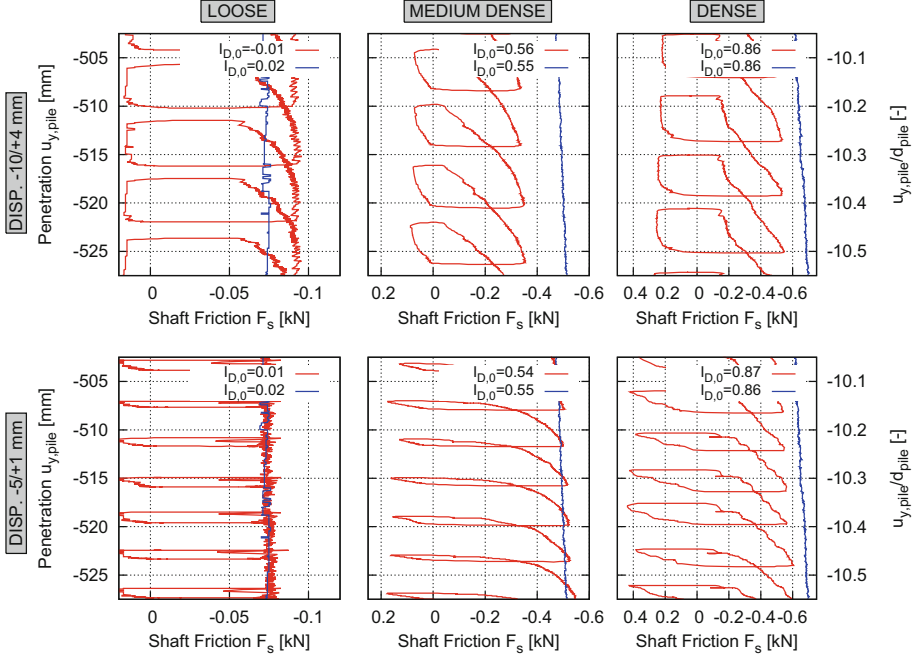 LOOSE
MEDIUM DENSE
DENSE
DISP. -10/+4 mm
Penetration u_y,pile [mm]
-505
-510
-515
-520
-525
I_D,0=-0.01
I_D,0=0.02
0
-0.05
-0.1
Shaft Friction F_s [kN]
I_D,0=0.56
I_D,0=0.55
0.2
0
-0.2
-0.4
-0.6
Shaft Friction F_s [kN]
I_D,0=0.86
I_D,0=0.86
0.4
0.2
0
-0.2
-0.4
-0.6
Shaft Friction F_s [kN]
-10.1
-10.2
-10.3
-10.4
-10.5
u_y,pile/d_pile [-]
DISP. -5/+1 mm
Penetration u_y,pile [mm]
-505
-510
-515
-520
-525
I_D,0=0.01
I_D,0=0.02
0
-0.05
-0.1
Shaft Friction F_s [kN]
I_D,0=0.54
I_D,0=0.55
0.2
0
-0.2
-0.4
-0.6
Shaft Friction F_s [kN]
I_D,0=0.87
I_D,0=0.86
0.4
0.2
0
-0.2
-0.4
-0.6
Shaft Friction F_s [kN]
-10.1
-10.2
-10.3
-10.4
-10.5
u_y,pile/d_pile [-]